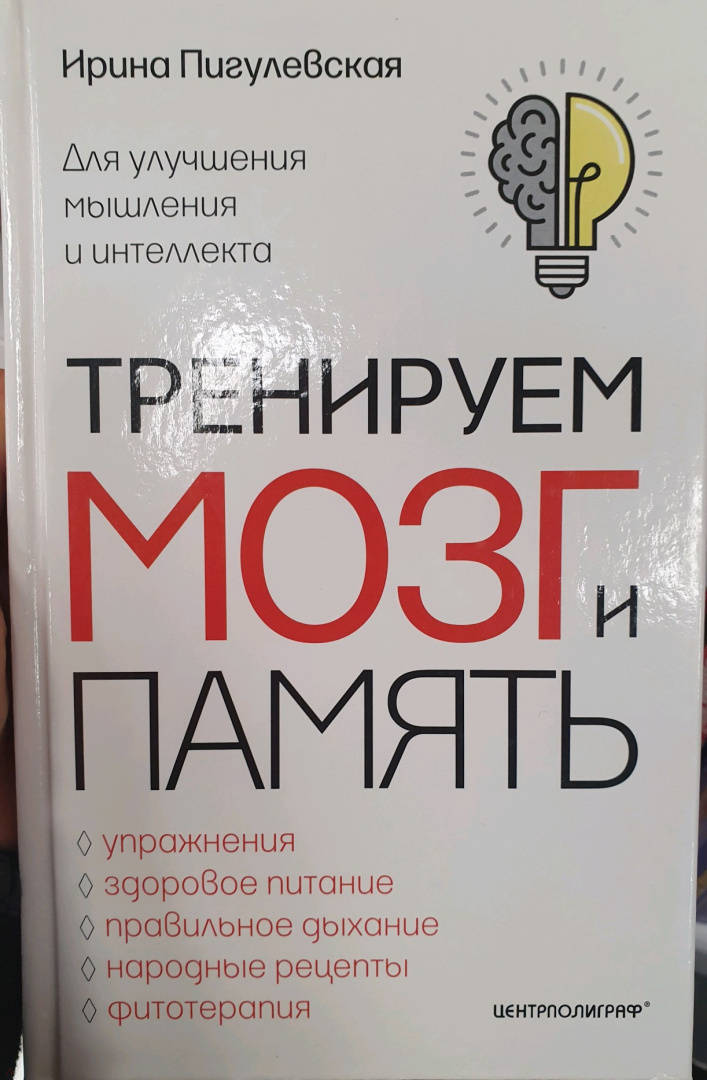 Ирина Пигулевская
Для улучшения
мышления
и интеллекта
ТРЕНИРУЕМ
МОЗГ и
ПАМЯТЬ
◊ упражнения
◊ здоровое питание
◊ правильное дыхание
◊ народные рецепты
◊ фитотерапия
ЦЕНТРПОЛИГРАФ®